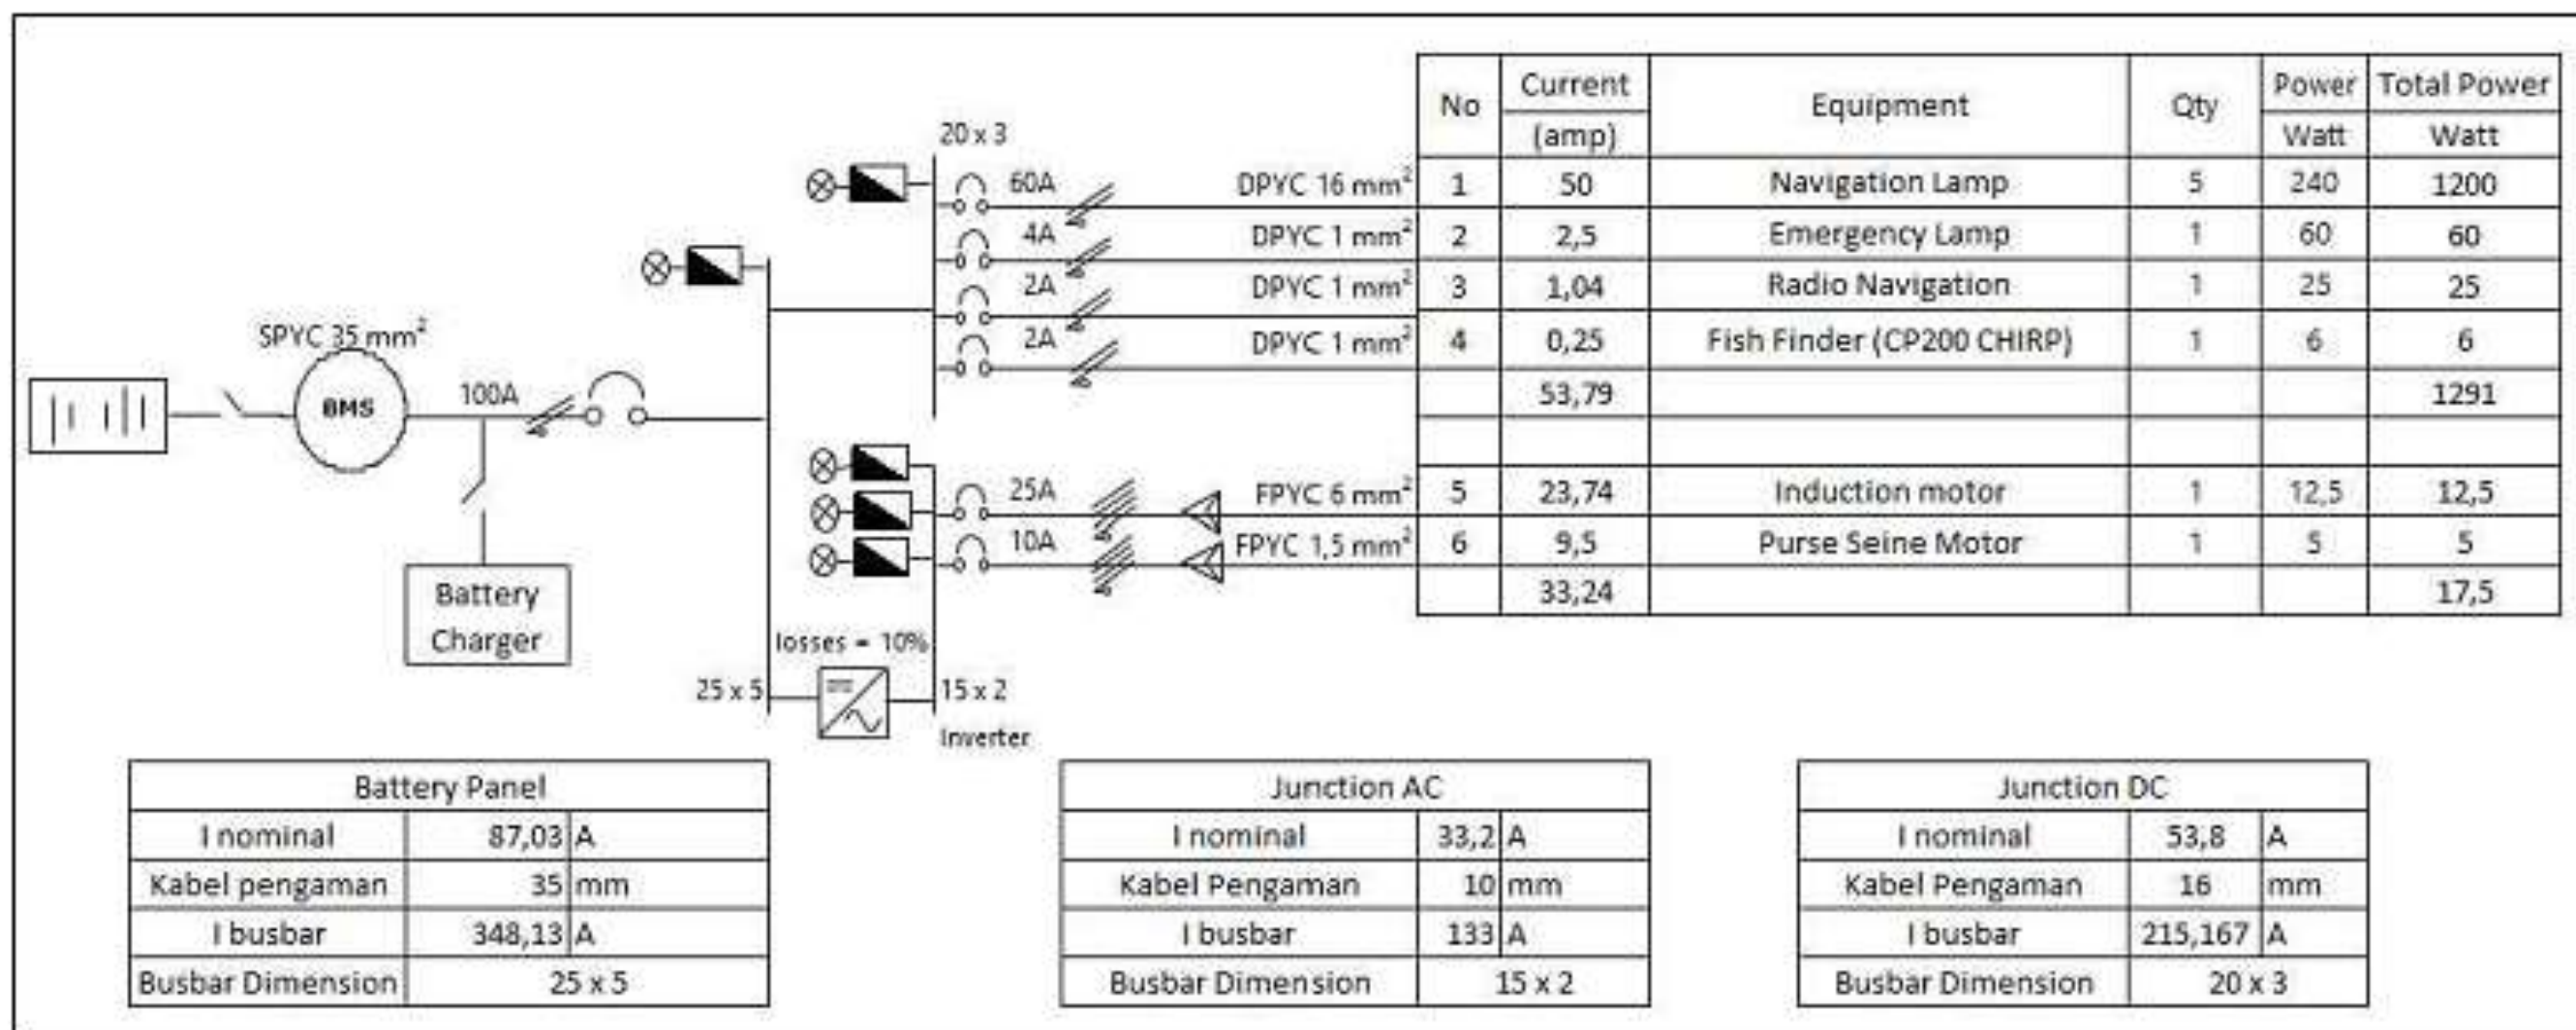 20 x 3
60A
DPYC 16 mm²
4A
DPYC 1 mm²
2A
DPYC 1 mm²
2A
DPYC 1 mm²
SPYC 35 mm²
BMS
100A
Battery
Charger
25A
FPYC 6 mm²
10A
FPYC 1,5 mm²
losses = 10%
25 x 5
15 x 2
Inverter
No Current (amp) Equipment Qty Power Watt Total Power Watt
1 50 Navigation Lamp 5 240 1200
2 2,5 Emergency Lamp 1 60 60
3 1,04 Radio Navigation 1 25 25
4 0,25 Fish Finder (CP200 CHIRP) 1 6 6
53,79 1291
5 23,74 Induction motor 1 12,5 12,5
6 9,5 Purse Seine Motor 1 5 5
33,24 17,5
Battery Panel
I nominal 87,03 A
Kabel pengaman 35 mm
I busbar 348,13 A
Busbar Dimension 25 x 5
Junction AC
I nominal 33,2 A
Kabel Pengaman 10 mm
I busbar 133 A
Busbar Dimension 15 x 2
Junction DC
I nominal 53,8 A
Kabel Pengaman 16 mm
I busbar 215,167 A
Busbar Dimension 20 x 3